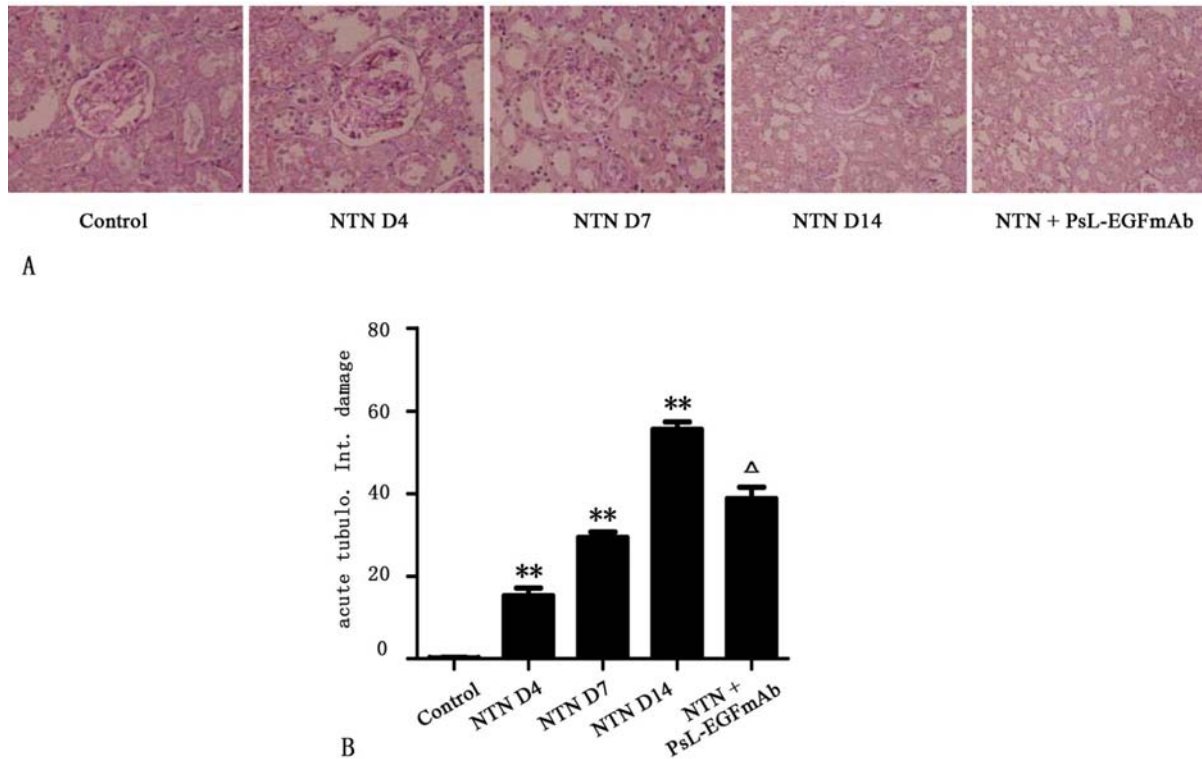 Control
NTN D4
NTN D7
NTN D14
NTN + PsL-EGFmAb
A
acute tubulo. Int. damage
80
60
40
20
0
**
**
**
Δ
Control
NTN D4
NTN D7
NTN D14
NTN +
PsL-EGFmAb
B